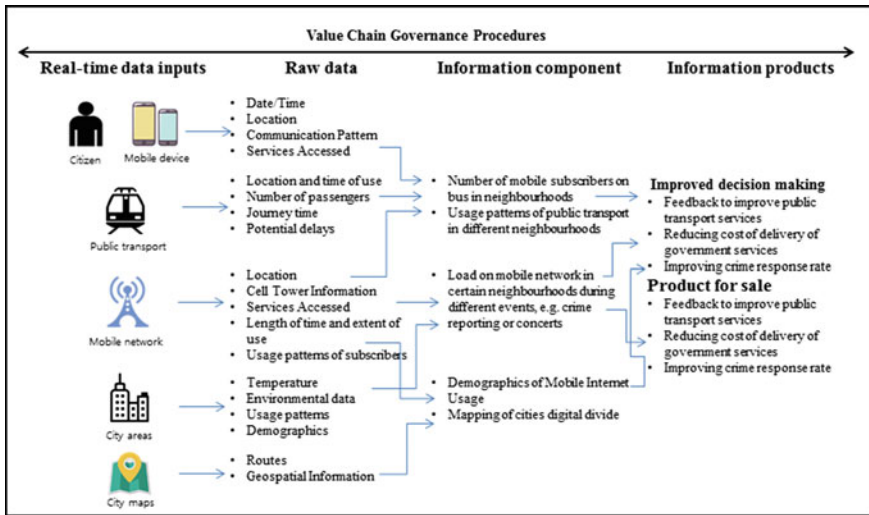 Value Chain Governance Procedures
Real-time data inputs
Raw data
Information component
Information products
Citizen
Mobile device
• Date/Time
• Location
• Communication Pattern
• Services Accessed
Public transport
• Location and time of use
• Number of passengers
• Journey time
• Potential delays
Mobile network
• Location
• Cell Tower Information
• Services Accessed
• Length of time and extent of
use
• Usage patterns of subscribers
City areas
• Temperature
• Environmental data
• Usage patterns
• Demographics
City maps
• Routes
• Geospatial Information
• Number of mobile subscribers on
bus in neighbourhoods
• Usage patterns of public transport
in different neighbourhoods
• Load on mobile network in
certain neighbourhoods during
different events, e.g. crime
reporting or concerts
• Demographics of Mobile Internet
Usage
• Mapping of cities digital divide
Improved decision making
• Feedback to improve public
transport services
• Reducing cost of delivery of
government services
• Improving crime response rate
Product for sale
• Feedback to improve public
transport services
• Reducing cost of delivery of
government services
• Improving crime response rate